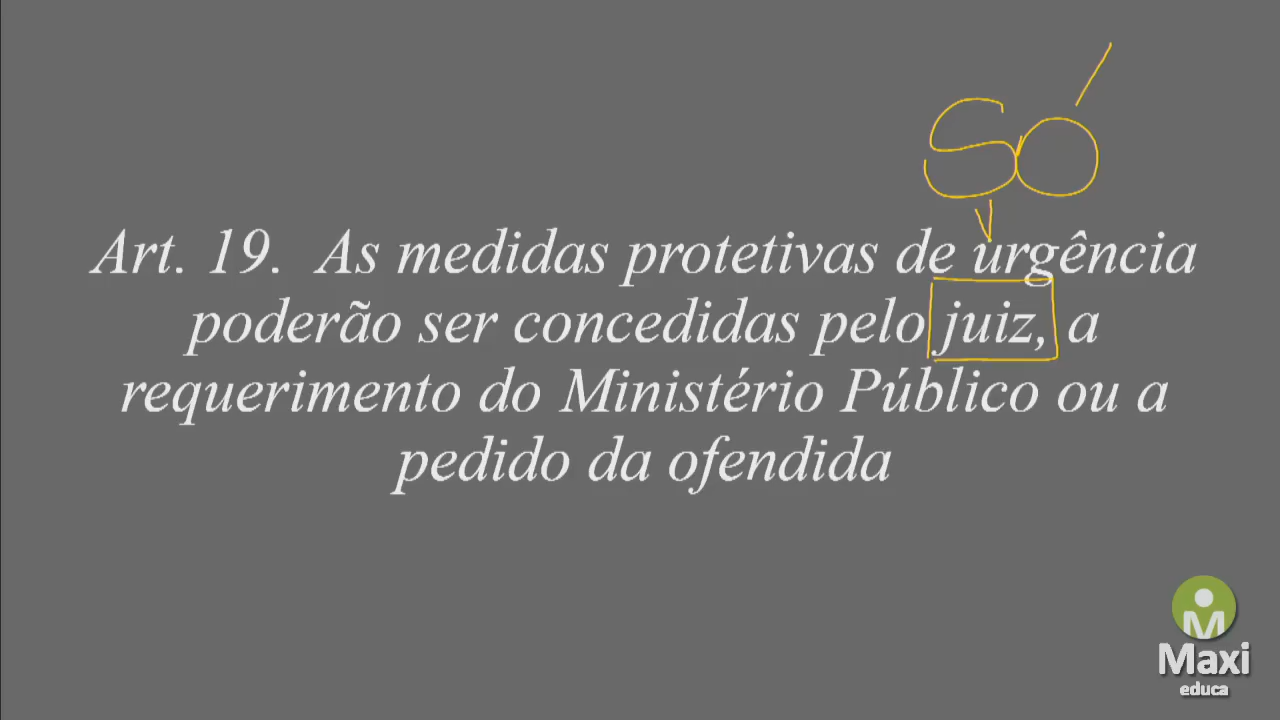 SÓ
Art. 19. As medidas protetivas de urgência
poderão ser concedidas pelo juiz, a
requerimento do Ministério Público ou a
pedido da ofendida
M
Maxi
educa